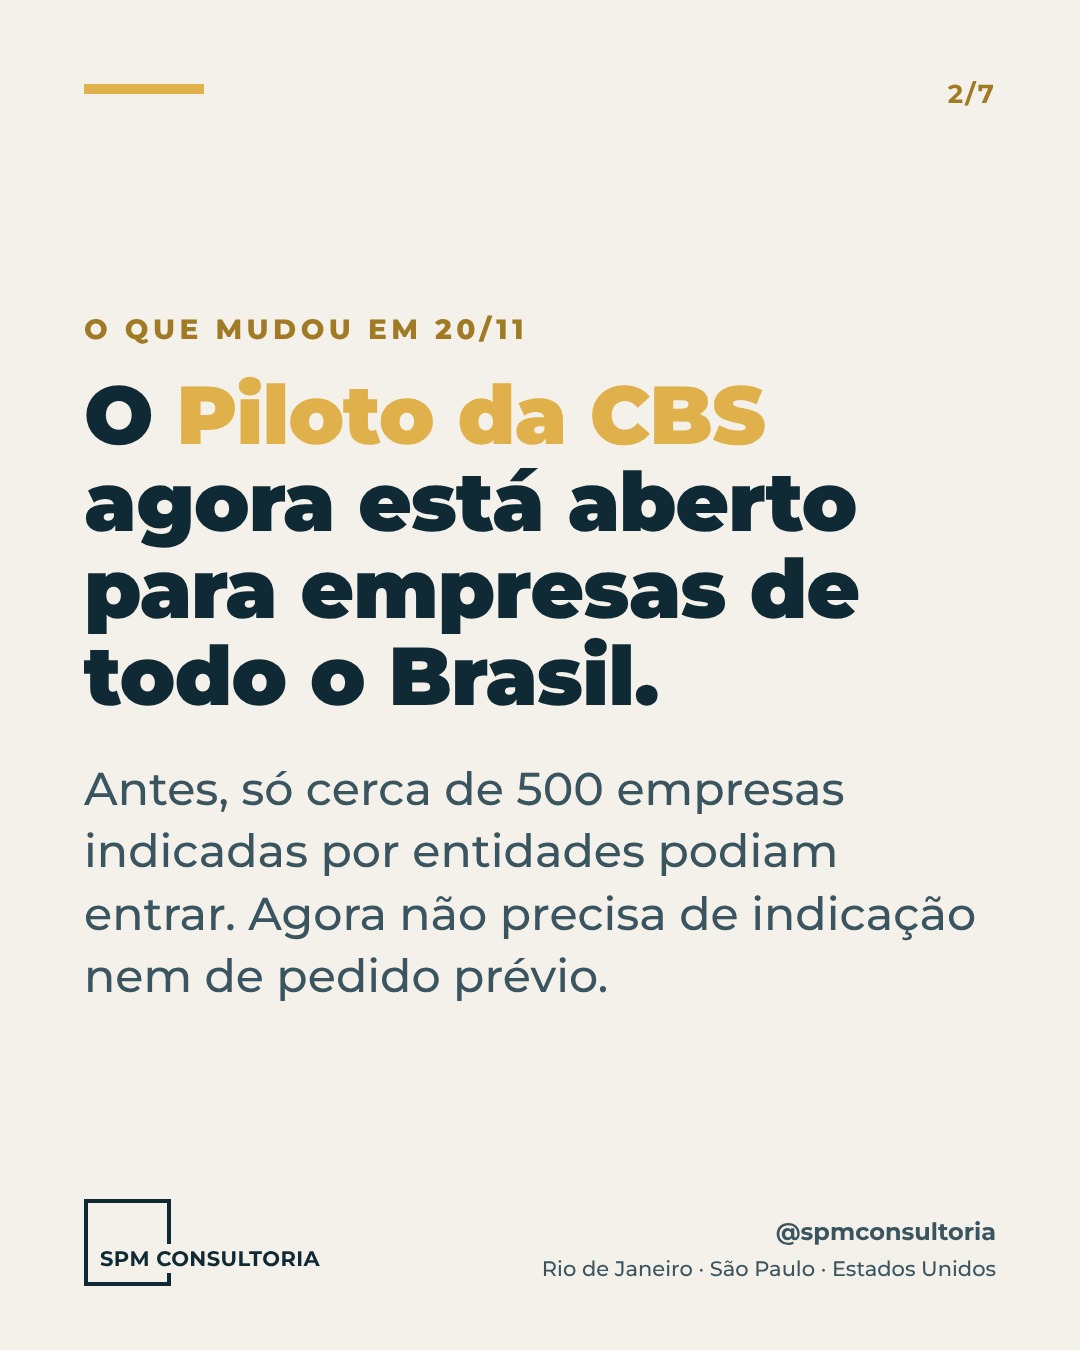 2/7
O QUE MUDOU EM 20/11
O Piloto da CBS
agora está aberto
para empresas de
todo o Brasil.
Antes, só cerca de 500 empresas
indicadas por entidades podiam
entrar. Agora não precisa de indicação
nem de pedido prévio.
SPM CONSULTORIA
@spmconsultoria
Rio de Janeiro · São Paulo · Estados Unidos